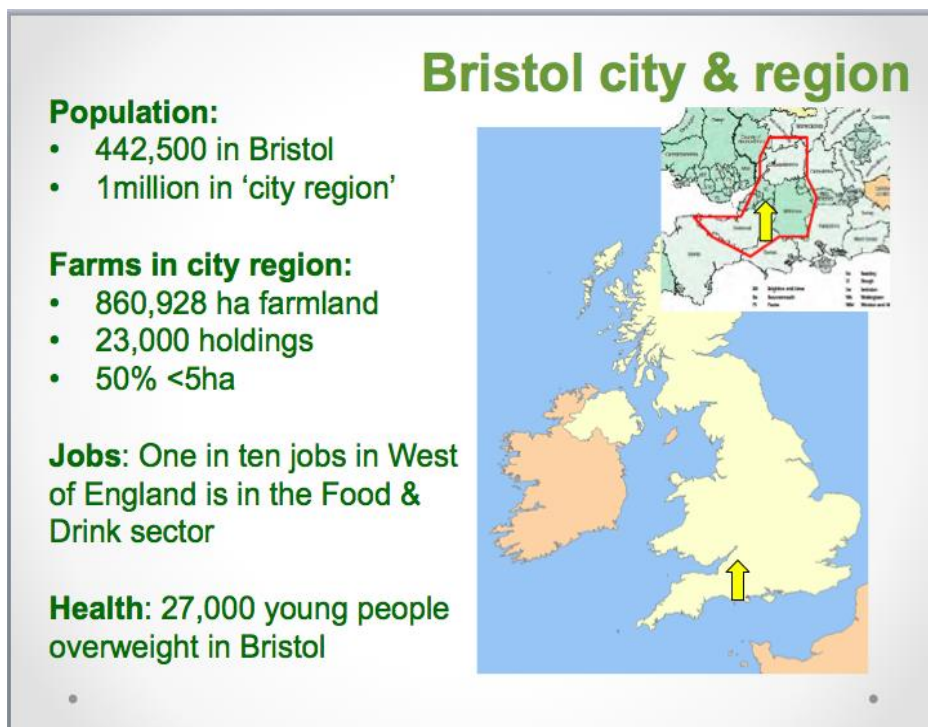 Bristol city & region
Population:
• 442,500 in Bristol
• 1million in ‘city region’
Farms in city region:
• 860,928 ha farmland
• 23,000 holdings
• 50% <5ha
Jobs: One in ten jobs in West
of England is in the Food &
Drink sector
Health: 27,000 young people
overweight in Bristol